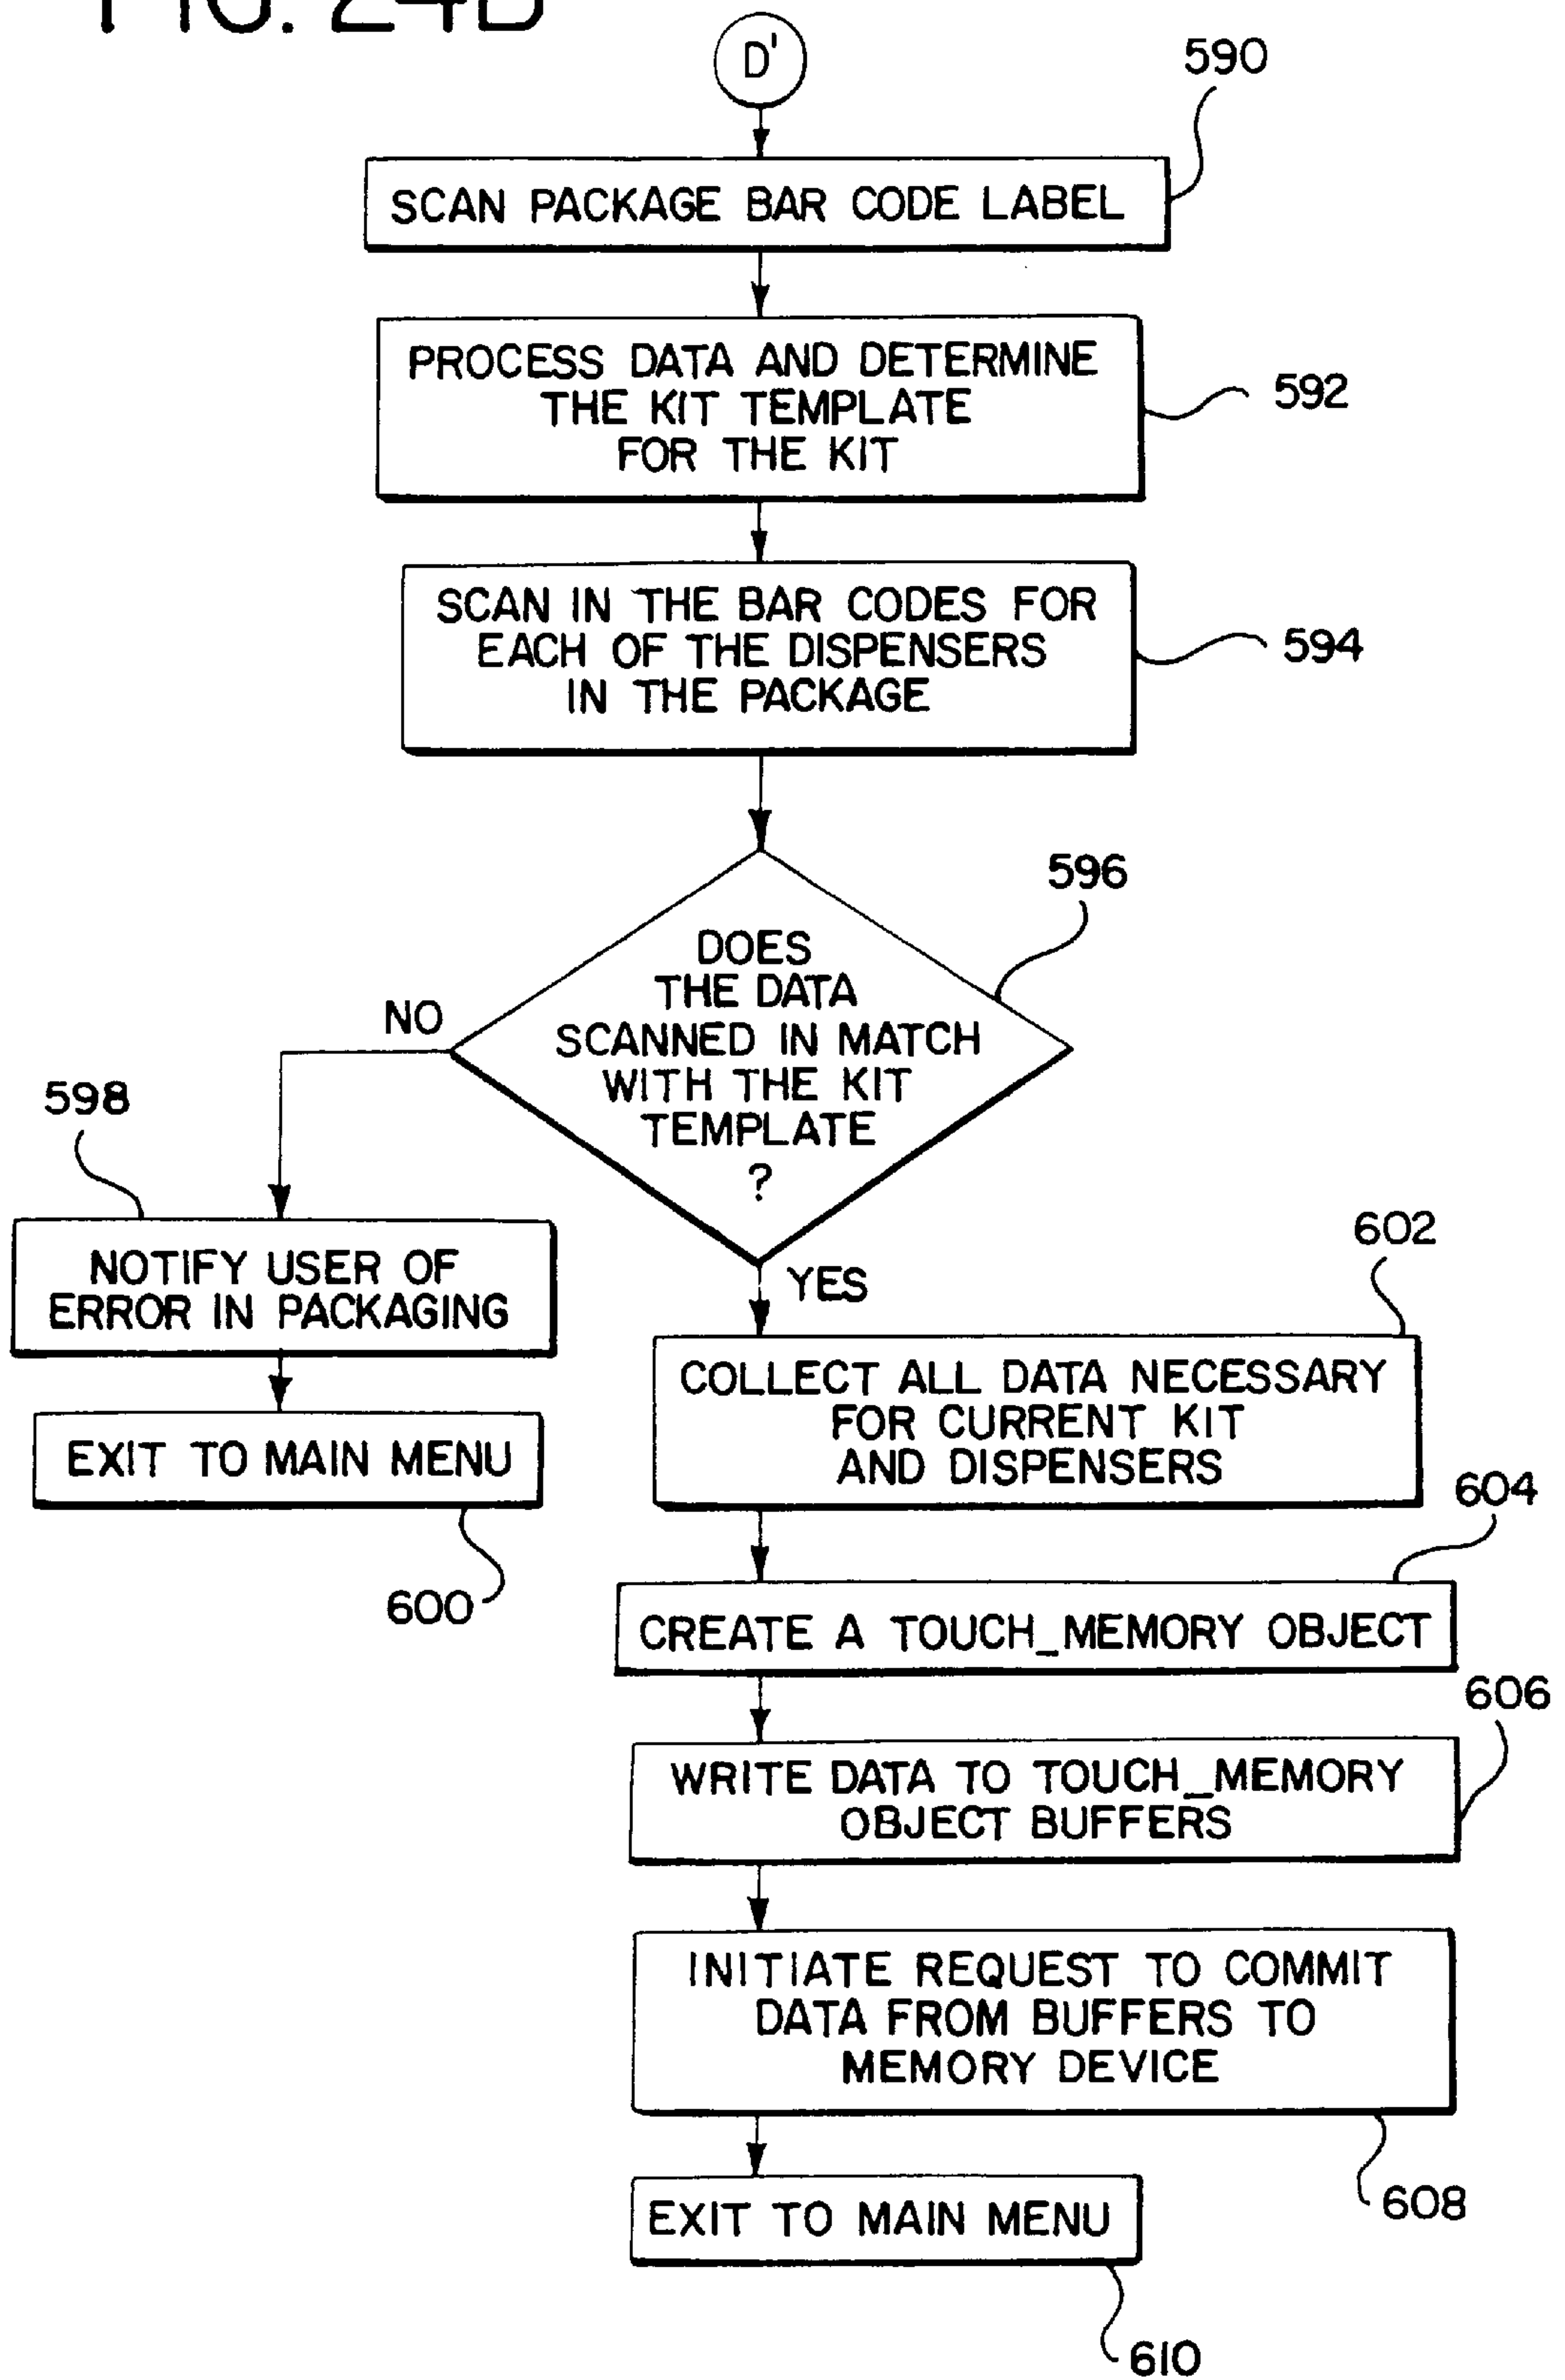 FIG. 24B
D'
590
SCAN PACKAGE BAR CODE LABEL
PROCESS DATA AND DETERMINE
THE KIT TEMPLATE
FOR THE KIT
592
SCAN IN THE BAR CODES FOR
EACH OF THE DISPENSERS
IN THE PACKAGE
594
596
DOES
THE DATA
SCANNED IN MATCH
WITH THE KIT
TEMPLATE
?
NO
598
NOTIFY USER OF
ERROR IN PACKAGING
EXIT TO MAIN MENU
600
YES
602
COLLECT ALL DATA NECESSARY
FOR CURRENT KIT
AND DISPENSERS
604
CREATE A TOUCH_MEMORY OBJECT
606
WRITE DATA TO TOUCH_MEMORY
OBJECT BUFFERS
INITIATE REQUEST TO COMMIT
DATA FROM BUFFERS TO
MEMORY DEVICE
608
EXIT TO MAIN MENU
610